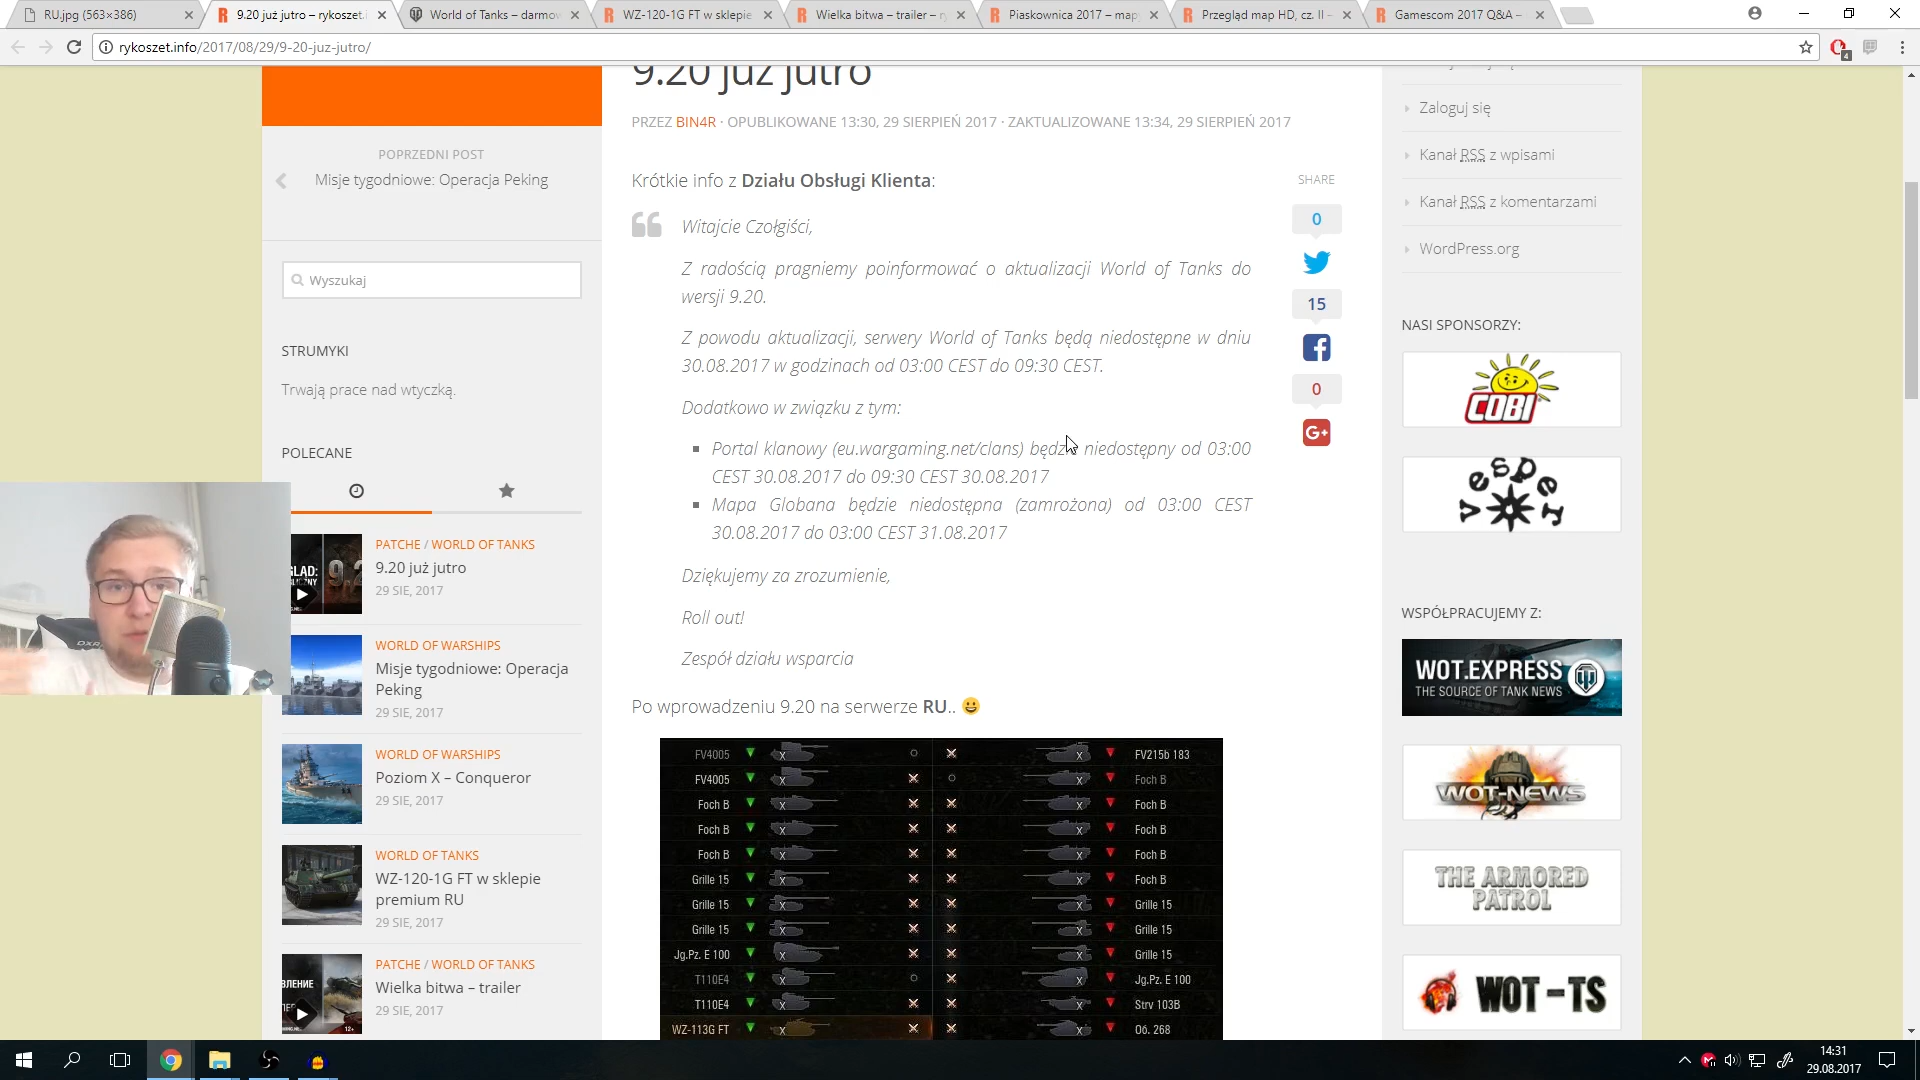 RU.jpg (563×386)
9.20 już jutro – rykoszet.i
World of Tanks – darmow
WZ-120-1G FT w sklepie
Wielka bitwa – trailer – r
Piaskownica 2017 – map
Przegląd map HD, cz. II –
Gamescom 2017 Q&A –
rykoszet.info/2017/08/29/9-20-juz-jutro/
4
POPRZEDNI POST
Misje tygodniowe: Operacja Peking
Wyszukaj
STRUMYKI
Trwają prace nad wtyczką.
POLECANE
PATCHE / WORLD OF TANKS
9.20 już jutro
29 SIE, 2017
WORLD OF WARSHIPS
Misje tygodniowe: Operacja
Peking
29 SIE, 2017
WORLD OF WARSHIPS
Poziom X – Conqueror
29 SIE, 2017
WORLD OF TANKS
WZ-120-1G FT w sklepie
premium RU
29 SIE, 2017
PATCHE / WORLD OF TANKS
Wielka bitwa – trailer
29 SIE, 2017
12+
9.20 już jutro
PRZEZ BIN4R · OPUBLIKOWANE 13:30, 29 SIERPIEŃ 2017 · ZAKTUALIZOWANE 13:34, 29 SIERPIEŃ 2017
Krótkie info z Działu Obsługi Klienta:
Witajcie Czołgiści,
Z radością pragniemy poinformować o aktualizacji World of Tanks do
wersji 9.20.
Z powodu aktualizacji, serwery World of Tanks będą niedostępne w dniu
30.08.2017 w godzinach od 03:00 CEST do 09:30 CEST.
Dodatkowo w związku z tym:
Portal klanowy (eu.wargaming.net/clans) będzie niedostępny od 03:00
CEST 30.08.2017 do 09:30 CEST 30.08.2017
Mapa Globana będzie niedostępna (zamrożona) od 03:00 CEST
30.08.2017 do 03:00 CEST 31.08.2017
Dziękujemy za zrozumienie,
Roll out!
Zespół działu wsparcia
Po wprowadzeniu 9.20 na serwerze RU..
FV4005 X X FV215b 183
FV4005 X X Foch B
Foch B X X Foch B
Foch B X X Foch B
Foch B X X Foch B
Grille 15 X X Foch B
Grille 15 X X Grille 15
Grille 15 X X Grille 15
Jg.Pz. E 100 X X Grille 15
T110E4 X X Jg.Pz. E 100
T110E4 X X Strv 103B
WZ-113G FT X X Об. 268
SHARE
0
15
0
G+
Zaloguj się
Kanał RSS z wpisami
Kanał RSS z komentarzami
WordPress.org
NASI SPONSORZY:
COBI
vesper
WSPÓŁPRACUJEMY Z:
WOT.EXPRESS
THE SOURCE OF TANK NEWS
WOT-NEWS
THE ARMORED
PATROL
WOT-TS
14:31
29.08.2017